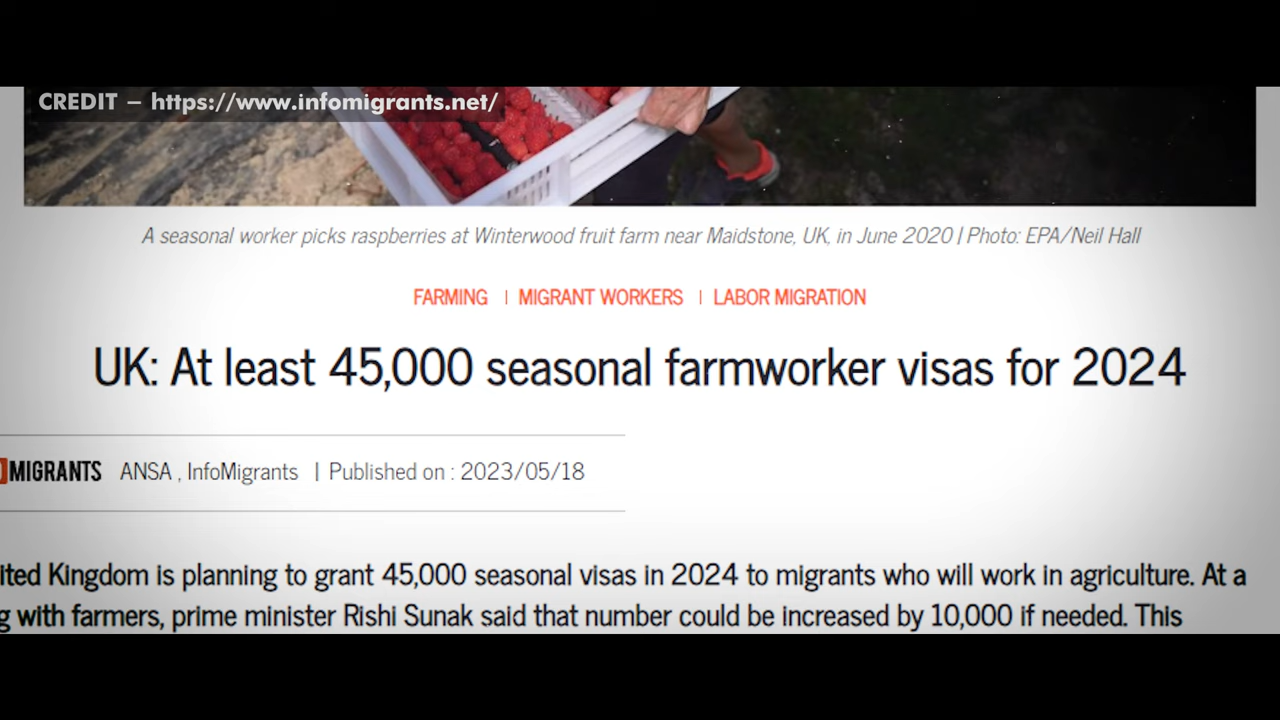 CREDIT – https://www.infomigrants.net/
A seasonal worker picks raspberries at Winterwood fruit farm near Maidstone, UK, in June 2020 | Photo: EPA/Neil Hall
FARMING | MIGRANT WORKERS | LABOR MIGRATION
UK: At least 45,000 seasonal farmworker visas for 2024
MIGRANTS ANSA , InfoMigrants | Published on : 2023/05/18
ited Kingdom is planning to grant 45,000 seasonal visas in 2024 to migrants who will work in agriculture. At a
g with farmers, prime minister Rishi Sunak said that number could be increased by 10,000 if needed. This